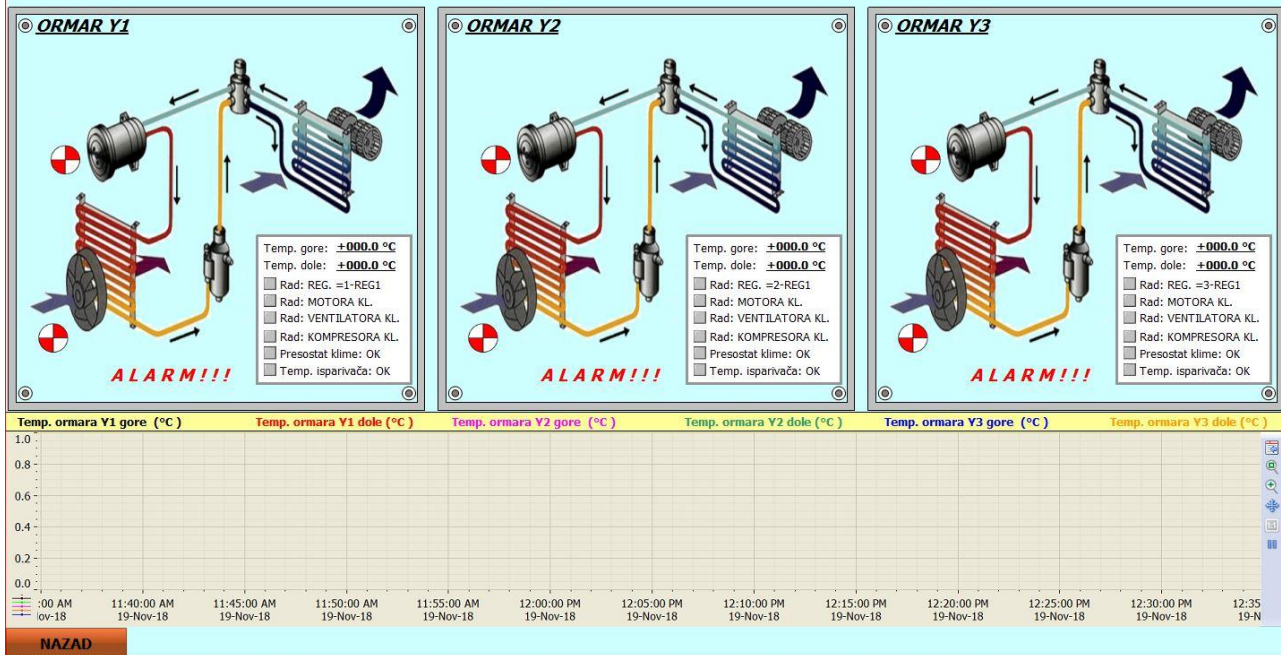 ORMAR Y1
Temp. gore: +000.0 °C
Temp. dole: +000.0 °C
Rad: REG. =1-REG1
Rad: MOTORA KL.
Rad: VENTILATORA KL.
Rad: KOMPRESORA KL.
Presostat klime: OK
Temp. isparivača: OK
ALARM!!!
ORMAR Y2
Temp. gore: +000.0 °C
Temp. dole: +000.0 °C
Rad: REG. =2-REG1
Rad: MOTORA KL.
Rad: VENTILATORA KL.
Rad: KOMPRESORA KL.
Presostat klime: OK
Temp. isparivača: OK
ALARM!!!
ORMAR Y3
Temp. gore: +000.0 °C
Temp. dole: +000.0 °C
Rad: REG. =3-REG1
Rad: MOTORA KL.
Rad: VENTILATORA KL.
Rad: KOMPRESORA KL.
Presostat klime: OK
Temp. isparivača: OK
ALARM!!!
Temp. ormara Y1 gore (°C ) Temp. ormara Y1 dole (°C ) Temp. ormara Y2 gore (°C ) Temp. ormara Y2 dole (°C ) Temp. ormara Y3 gore (°C ) Temp. ormara Y3 dole (°C )
1.0
0.8
0.6
0.4
0.2
0.0
:00 AM 11:40:00 AM 11:45:00 AM 11:50:00 AM 11:55:00 AM 12:00:00 PM 12:05:00 PM 12:10:00 PM 12:15:00 PM 12:20:00 PM 12:25:00 PM 12:30:00 PM 12:35
ov-18 19-Nov-18 19-Nov-18 19-Nov-18 19-Nov-18 19-Nov-18 19-Nov-18 19-Nov-18 19-Nov-18 19-Nov-18 19-Nov-18 19-Nov-18 19-N
NAZAD